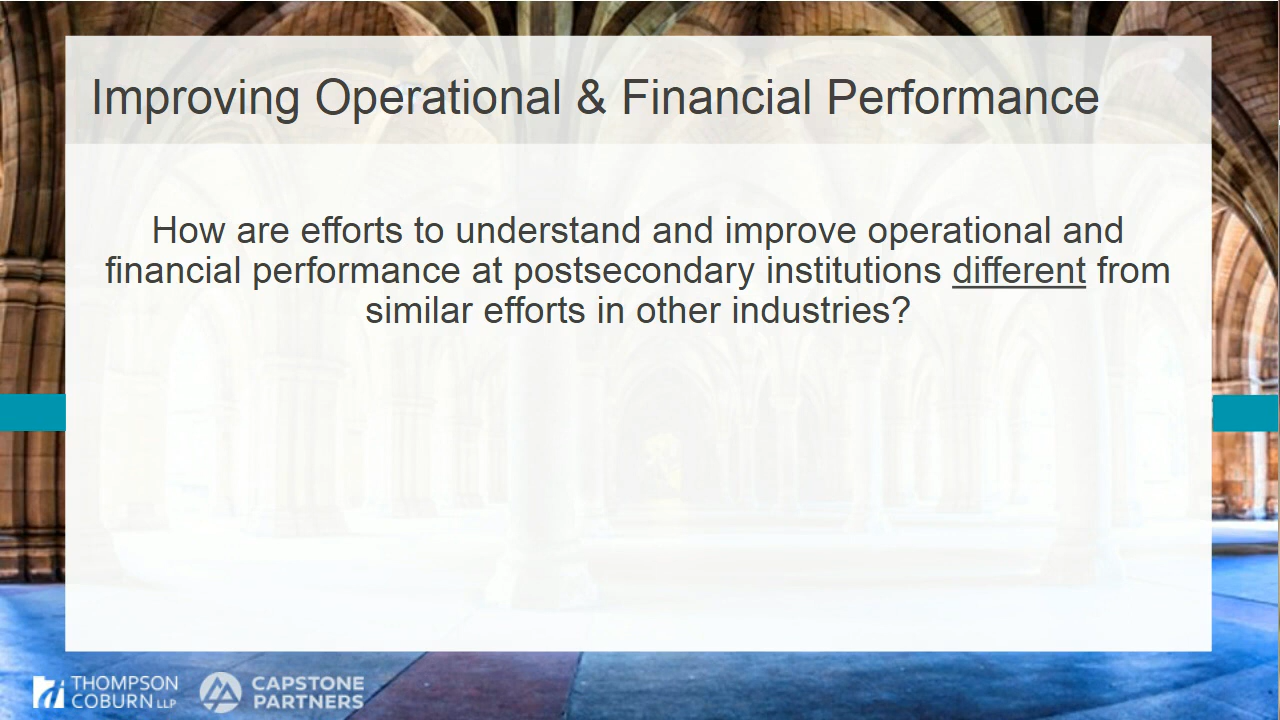 Improving Operational & Financial Performance
How are efforts to understand and improve operational and
financial performance at postsecondary institutions different from
similar efforts in other industries?
THOMPSON
COBURN LLP
CAPSTONE
PARTNERS